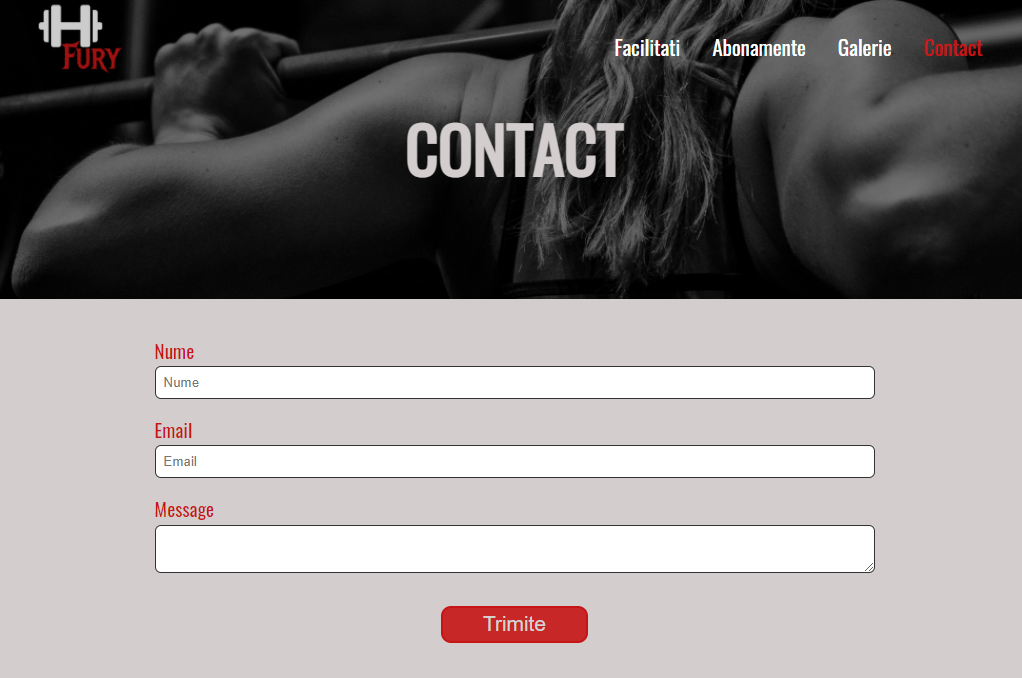 H
FURY
Facilitati Abonamente Galerie Contact
CONTACT
Nume
Nume
Email
Email
Message
Trimite